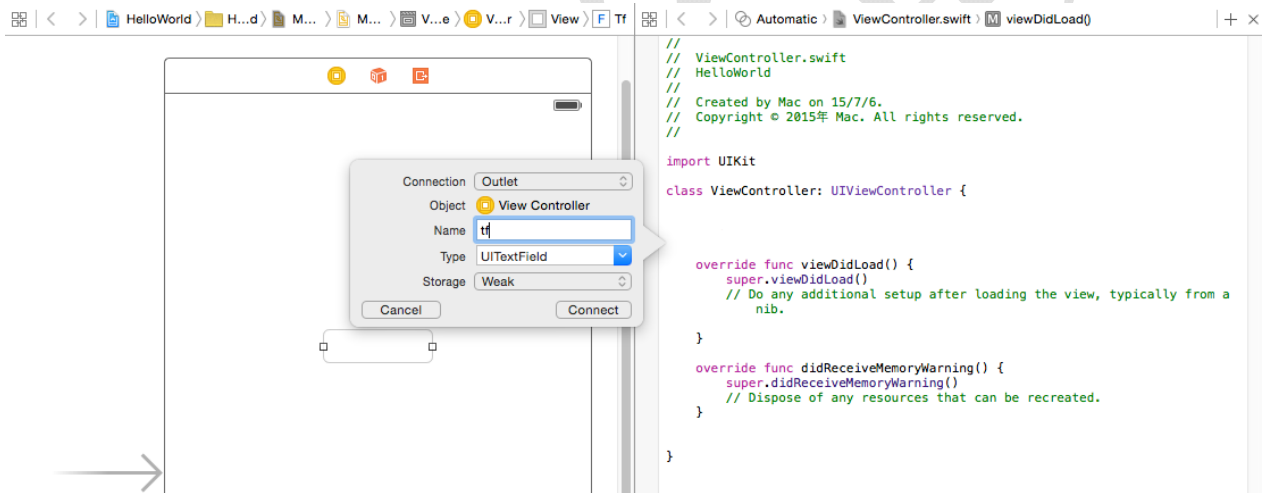 HelloWorld H...d M... M... V...e V...r View F Tf
Automatic ViewController.swift M viewDidLoad()
Connection Outlet
Object View Controller
Name tf
Type UITextField
Storage Weak
Cancel Connect
//
// ViewController.swift
// HelloWorld
//
// Created by Mac on 15/7/6.
// Copyright © 2015年 Mac. All rights reserved.
//
import UIKit
class ViewController: UIViewController {
override func viewDidLoad() {
super.viewDidLoad()
// Do any additional setup after loading the view, typically from a
nib.
}
override func didReceiveMemoryWarning() {
super.didReceiveMemoryWarning()
// Dispose of any resources that can be recreated.
}
}